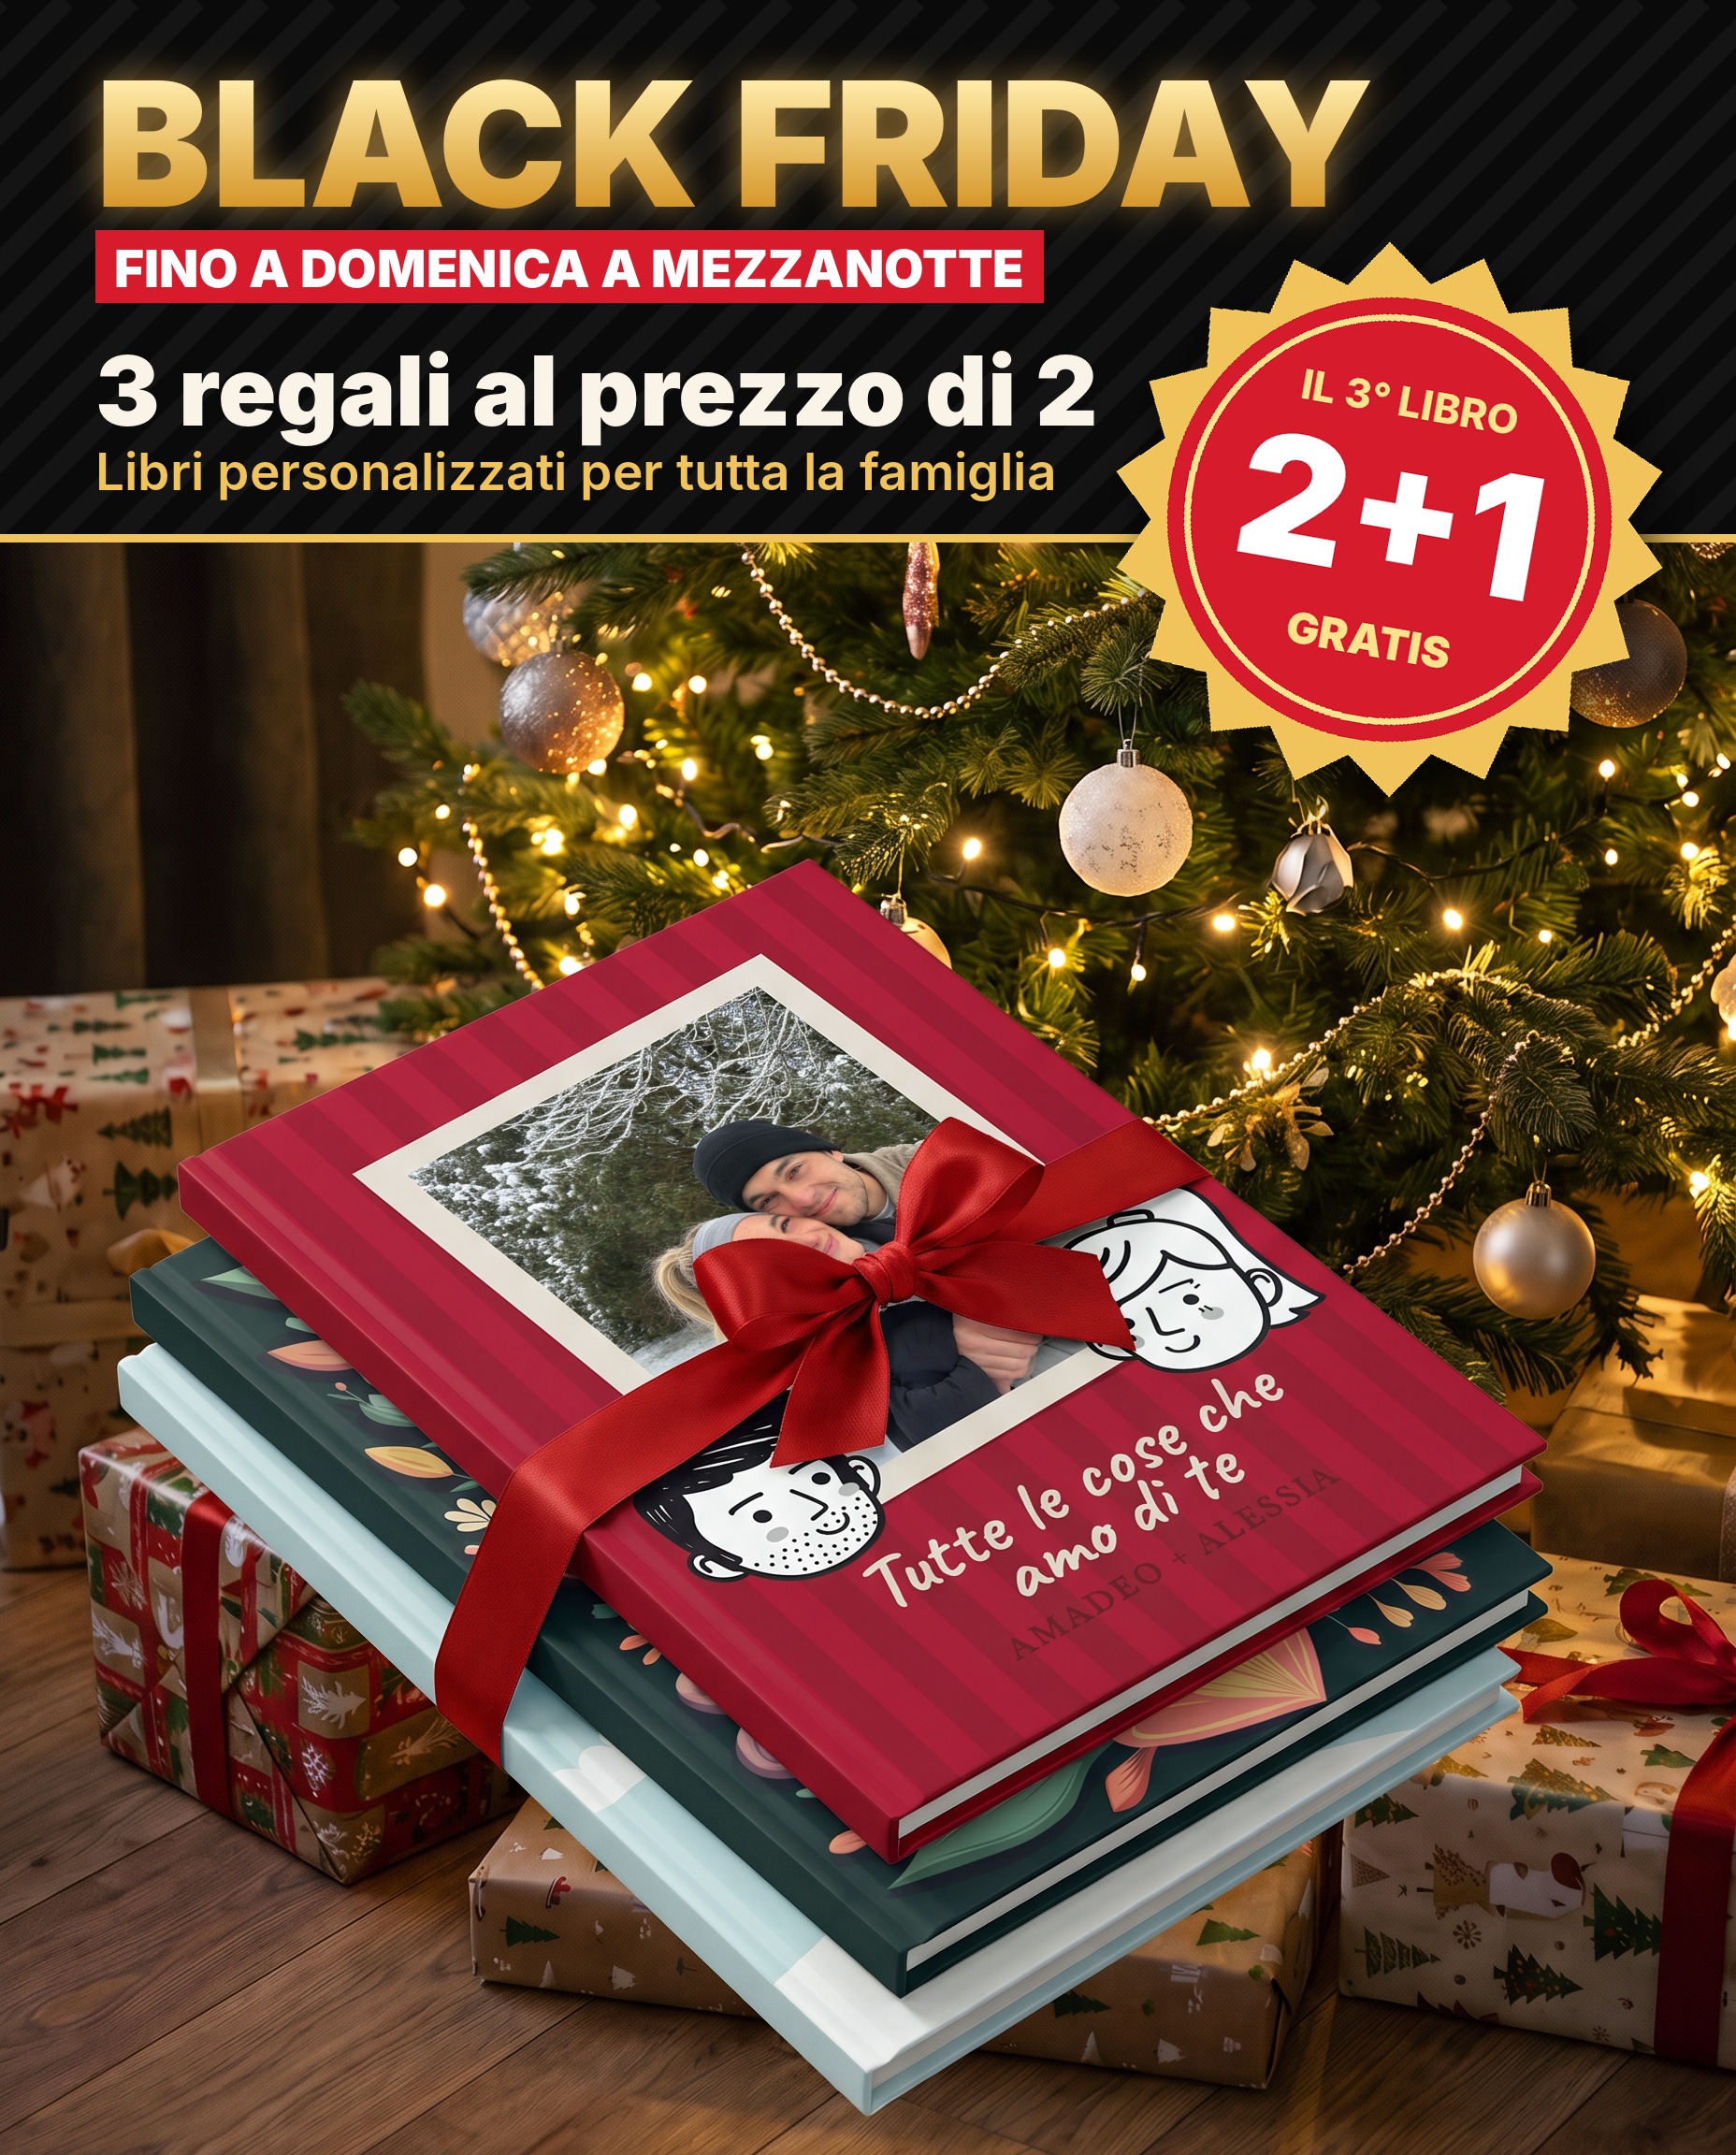 BLACK FRIDAY
FINO A DOMENICA A MEZZANOTTE
3 regali al prezzo di 2
Libri personalizzati per tutta la famiglia
IL 3° LIBRO
2+1
GRATIS
Tutte le cose che
amo di te
AMADEO + ALESSIA